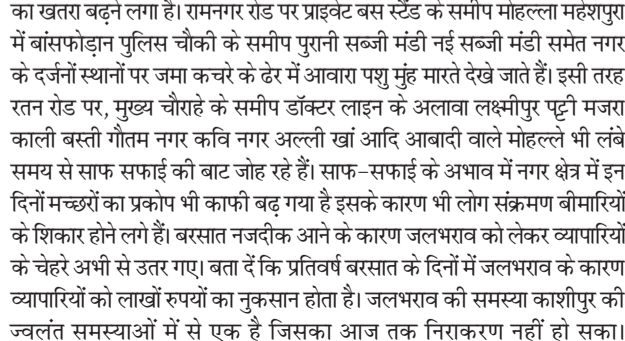 का खतरा बढ़ने लगा है। रामनगर रोड पर प्राइवेट बस स्टैंड के समीप मोहल्ला महेशपुरा
में बांसफोड़ान पुलिस चौकी के समीप पुरानी सब्जी मंडी नई सब्जी मंडी समेत नगर
के दर्जनों स्थानों पर जमा कचरे के ढेर में आवारा पशु मुंह मारते देखे जाते हैं। इसी तरह
रतन रोड पर, मुख्य चौराहे के समीप डॉक्टर लाइन के अलावा लक्ष्मीपुर पट्टी मजरा
काली बस्ती गौतम नगर कवि नगर अल्ली खां आदि आबादी वाले मोहल्ले भी लंबे
समय से साफ सफाई की बाट जोह रहे हैं। साफ-सफाई के अभाव में नगर क्षेत्र में इन
दिनों मच्छरों का प्रकोप भी काफी बढ़ गया है इसके कारण भी लोग संक्रमण बीमारियों
के शिकार होने लगे हैं। बरसात नजदीक आने के कारण जलभराव को लेकर व्यापारियों
के चेहरे अभी से उतर गए। बता दें कि प्रतिवर्ष बरसात के दिनों में जलभराव के कारण
व्यापारियों को लाखों रुपयों का नुकसान होता है। जलभराव की समस्या काशीपुर की
ज्वलंत समस्याओं में से एक है जिसका आज तक निराकरण नहीं हो सका।